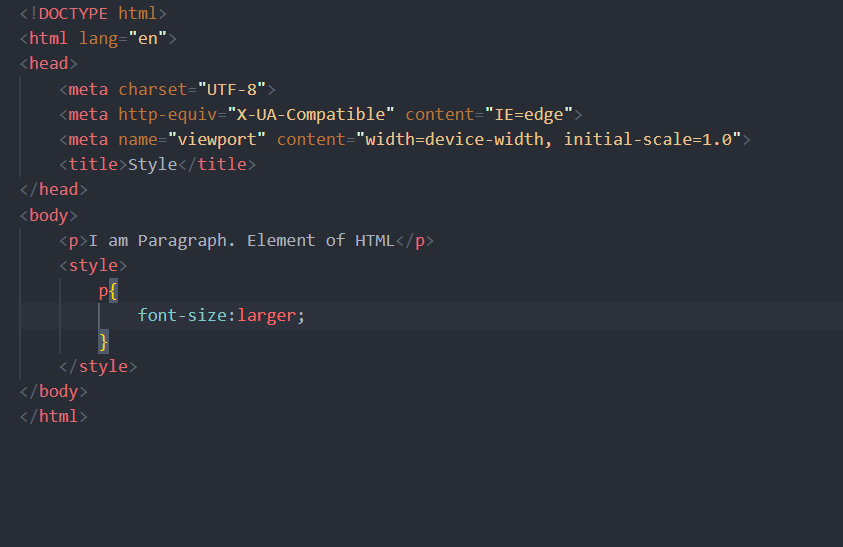 <!DOCTYPE html>
<html lang="en">
<head>
    <meta charset="UTF-8">
    <meta http-equiv="X-UA-Compatible" content="IE=edge">
    <meta name="viewport" content="width=device-width, initial-scale=1.0">
    <title>Style</title>
</head>
<body>
    <p>I am Paragraph. Element of HTML</p>
    <style>
        p{
            font-size:larger;
        }
    </style>
</body>
</html>